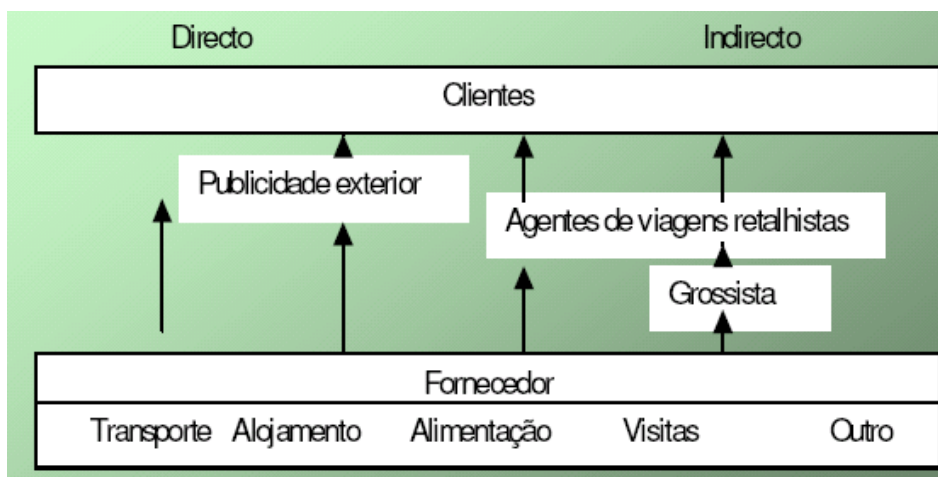 Directo Indirecto
Clientes
Publicidade exterior
Agentes de viagens retalhistas
Grossista
Fornecedor
Transporte Alojamento Alimentação Visitas Outro